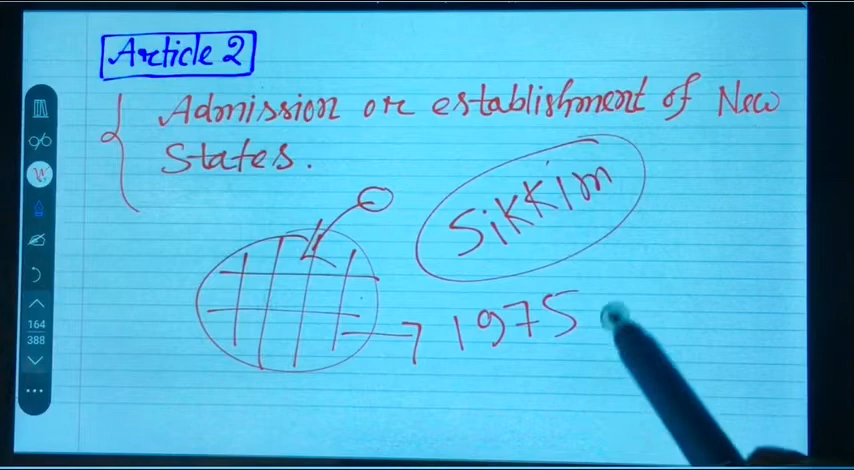 Article 2
Admission or establishment of New
States.
Sikkim
1975
164
388